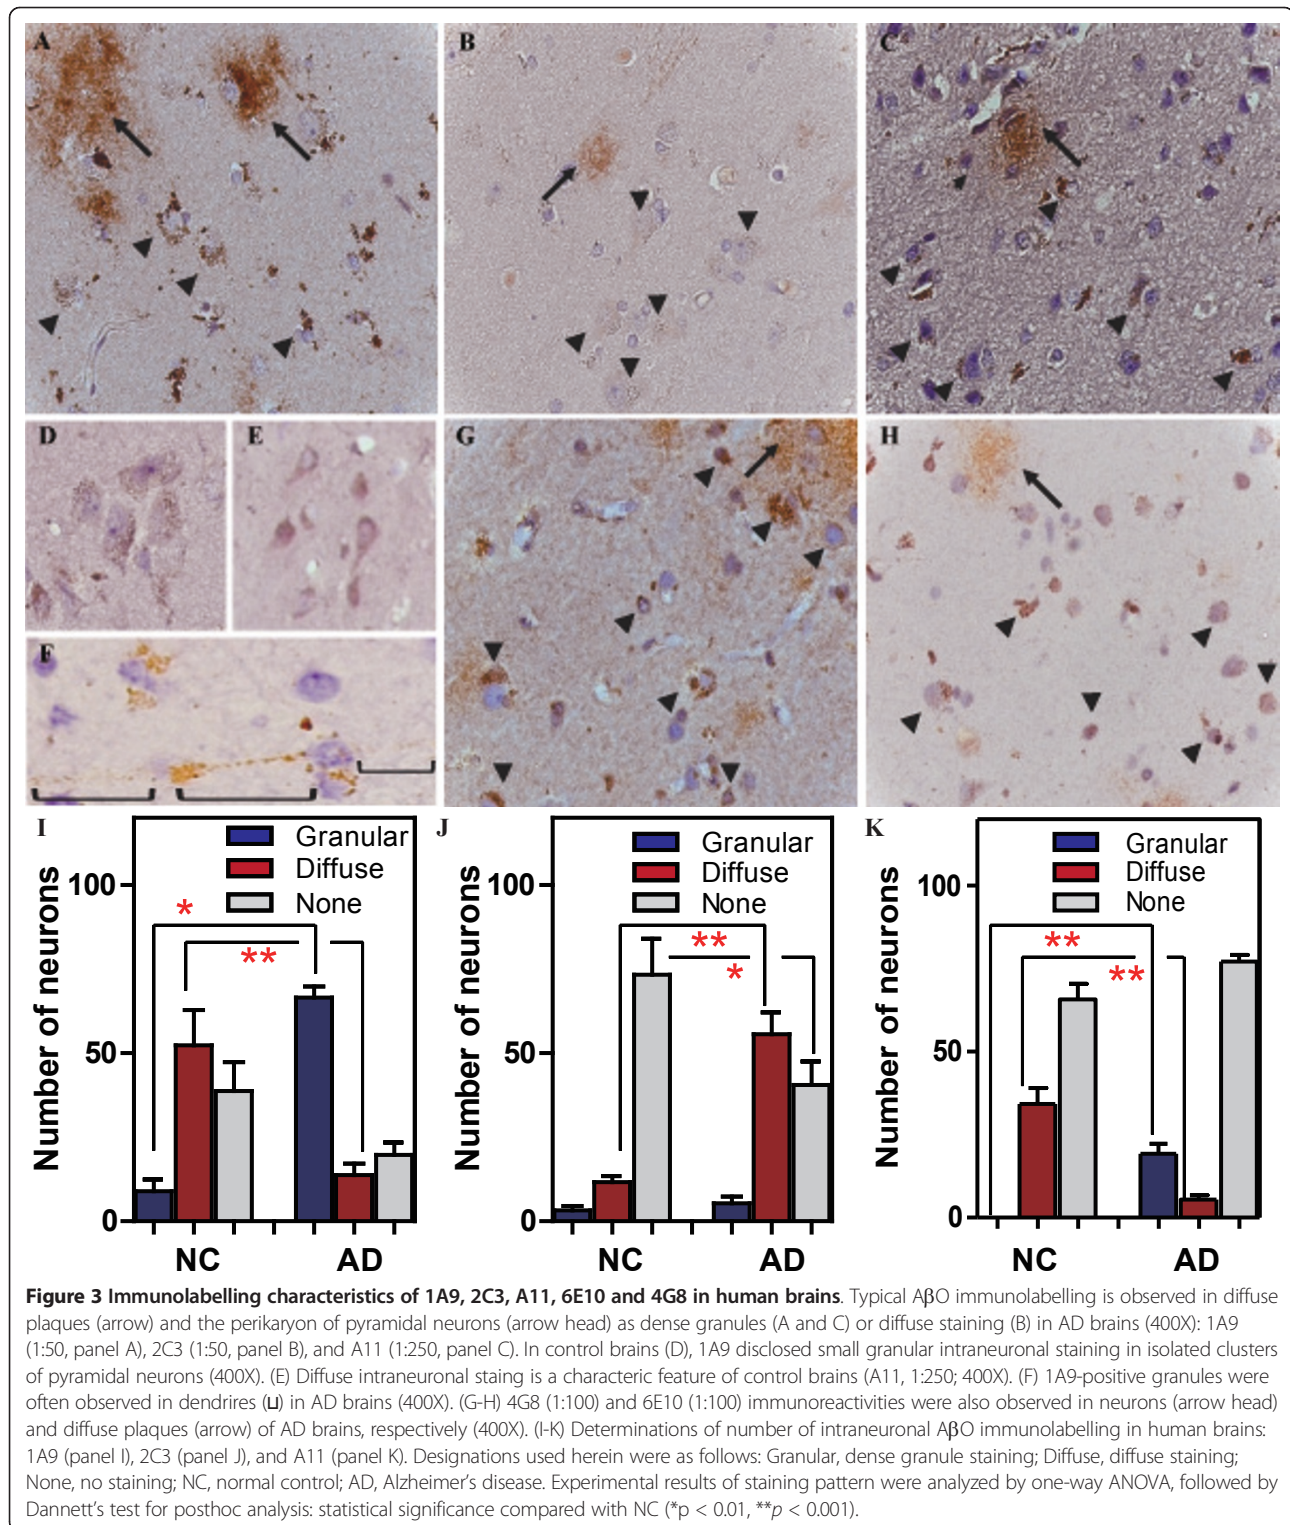 A
B
C
D
E
G
H
F
I
J
K
Granular
Diffuse
None
Granular
Diffuse
None
Granular
Diffuse
None
Number of neurons
100
50
0
*
**
NC
AD
Number of neurons
100
50
0
**
*
NC
AD
Number of neurons
100
50
0
**
**
NC
AD
Figure 3 Immunolabelling characteristics of 1A9, 2C3, A11, 6E10 and 4G8 in human brains. Typical AβO immunolabelling is observed in diffuse
plaques (arrow) and the perikaryon of pyramidal neurons (arrow head) as dense granules (A and C) or diffuse staining (B) in AD brains (400X): 1A9
(1:50, panel A), 2C3 (1:50, panel B), and A11 (1:250, panel C). In control brains (D), 1A9 disclosed small granular intraneuronal staining in isolated clusters
of pyramidal neurons (400X). (E) Diffuse intraneuronal staing is a characteric feature of control brains (A11, 1:250; 400X). (F) 1A9-positive granules were
often observed in dendrires (⊔) in AD brains (400X). (G-H) 4G8 (1:100) and 6E10 (1:100) immunoreactivities were also observed in neurons (arrow head)
and diffuse plaques (arrow) of AD brains, respectively (400X). (I-K) Determinations of number of intraneuronal AβO immunolabelling in human brains:
1A9 (panel I), 2C3 (panel J), and A11 (panel K). Designations used herein were as follows: Granular, dense granule staining; Diffuse, diffuse staining;
None, no staining; NC, normal control; AD, Alzheimer's disease. Experimental results of staining pattern were analyzed by one-way ANOVA, followed by
Dannett's test for posthoc analysis: statistical significance compared with NC (*p < 0.01, **p < 0.001).